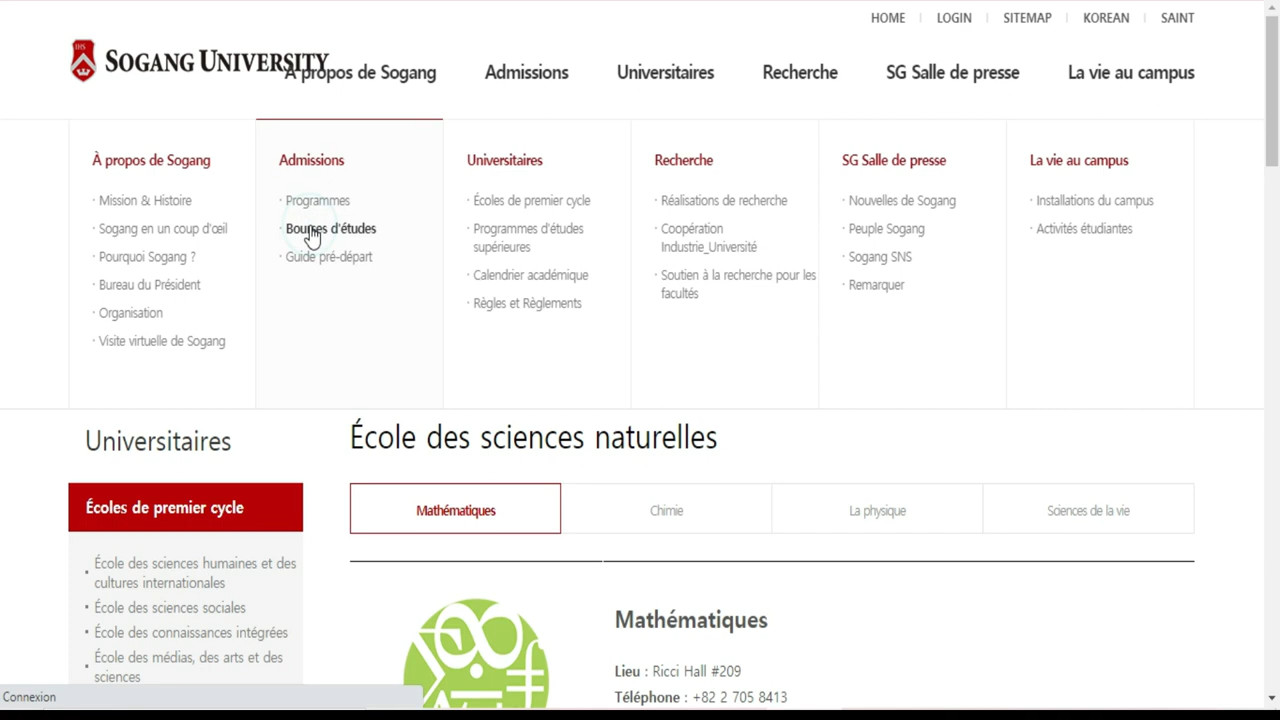 HOME
LOGIN
SITEMAP
KOREAN
SAINT
SOGANG UNIVERSITY
À propos de Sogang
Admissions
Universitaires
Recherche
SG Salle de presse
La vie au campus
À propos de Sogang
· Mission & Histoire
· Sogang en un coup d'œil
· Pourquoi Sogang ?
· Bureau du Président
· Organisation
· Visite virtuelle de Sogang
Admissions
· Programmes
· Bourses d'études
· Guide pré-départ
Universitaires
· Écoles de premier cycle
· Programmes d'études
supérieures
· Calendrier académique
· Règles et Règlements
Recherche
· Réalisations de recherche
· Coopération
Industrie_Université
· Soutien à la recherche pour les
facultés
SG Salle de presse
· Nouvelles de Sogang
· Peuple Sogang
· Sogang SNS
· Remarquer
La vie au campus
· Installations du campus
· Activités étudiantes
Universitaires
Écoles de premier cycle
École des sciences humaines et des
cultures internationales
École des sciences sociales
École des connaissances intégrées
École des médias, des arts et des
sciences
École des sciences naturelles
Mathématiques
Chimie
La physique
Sciences de la vie
Mathématiques
Lieu : Ricci Hall #209
Téléphone : +82 2 705 8413
Connexion